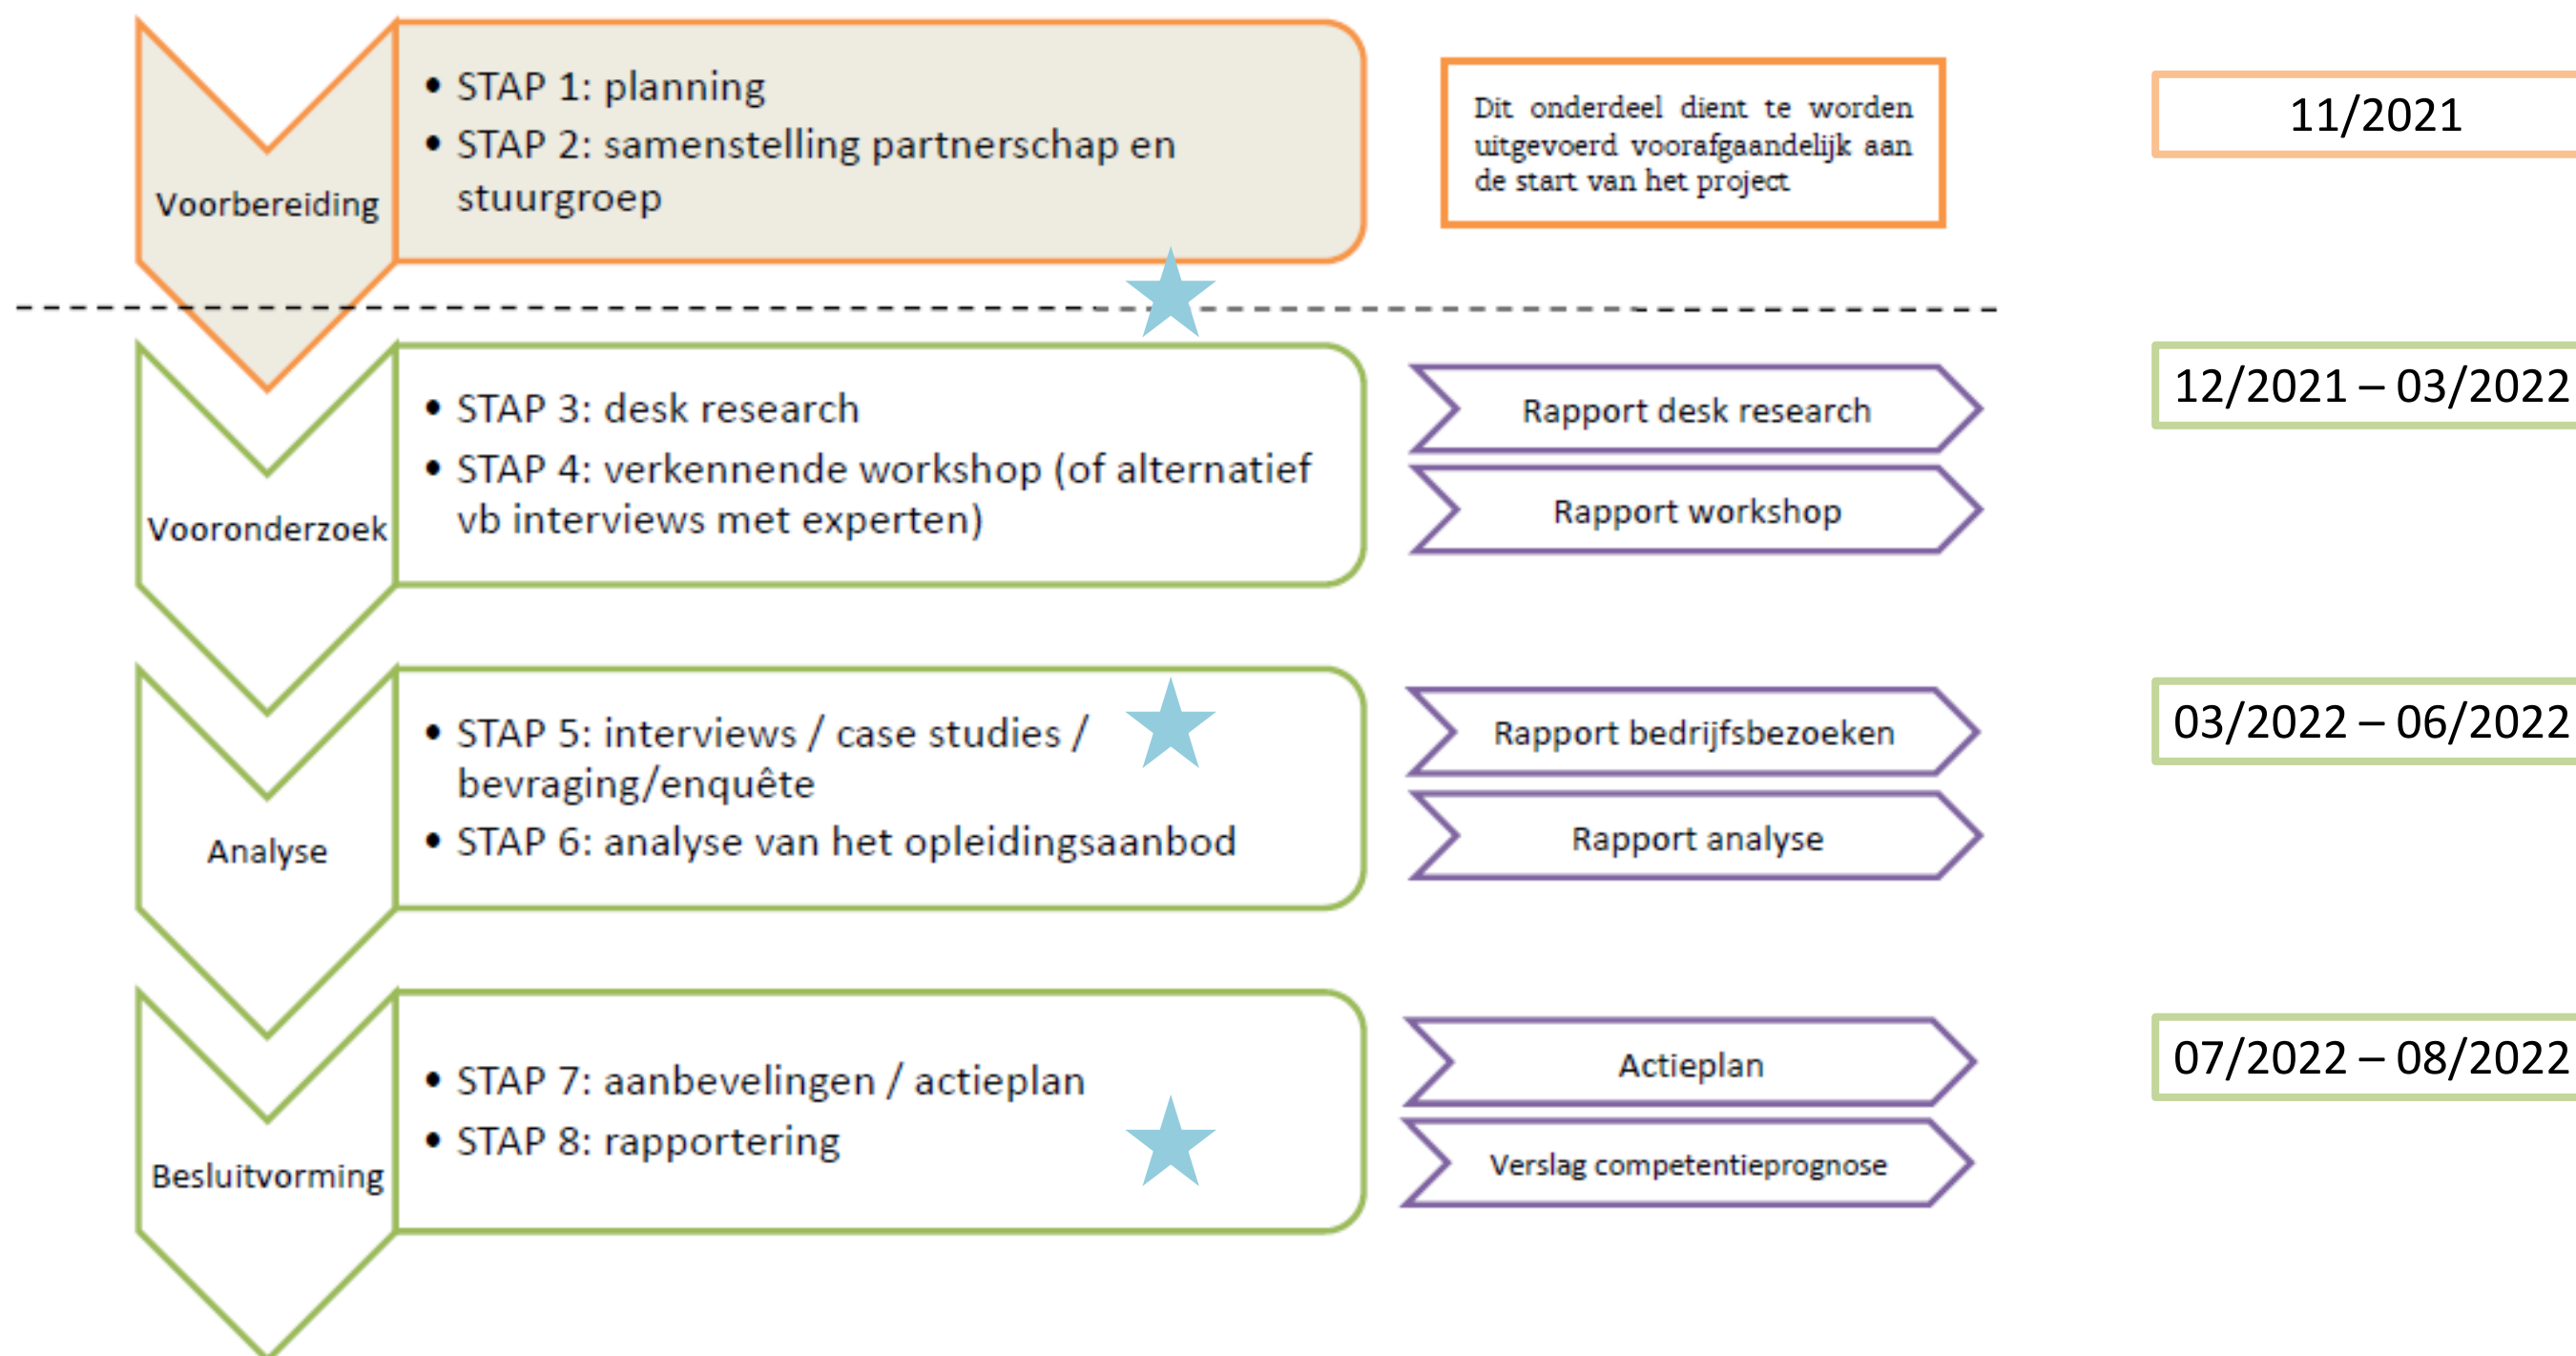 Voorbereiding
• STAP 1: planning
• STAP 2: samenstelling partnerschap en
stuurgroep
Dit onderdeel dient te worden
uitgevoerd voorafgaandelijk aan
de start van het project
11/2021
Vooronderzoek
• STAP 3: desk research
• STAP 4: verkennende workshop (of alternatief
vb interviews met experten)
Rapport desk research
Rapport workshop
12/2021 – 03/2022
Analyse
• STAP 5: interviews / case studies /
bevraging/enquête
• STAP 6: analyse van het opleidingsaanbod
Rapport bedrijfsbezoeken
Rapport analyse
03/2022 – 06/2022
Besluitvorming
• STAP 7: aanbevelingen / actieplan
• STAP 8: rapportering
Actieplan
Verslag competentieprognose
07/2022 – 08/2022